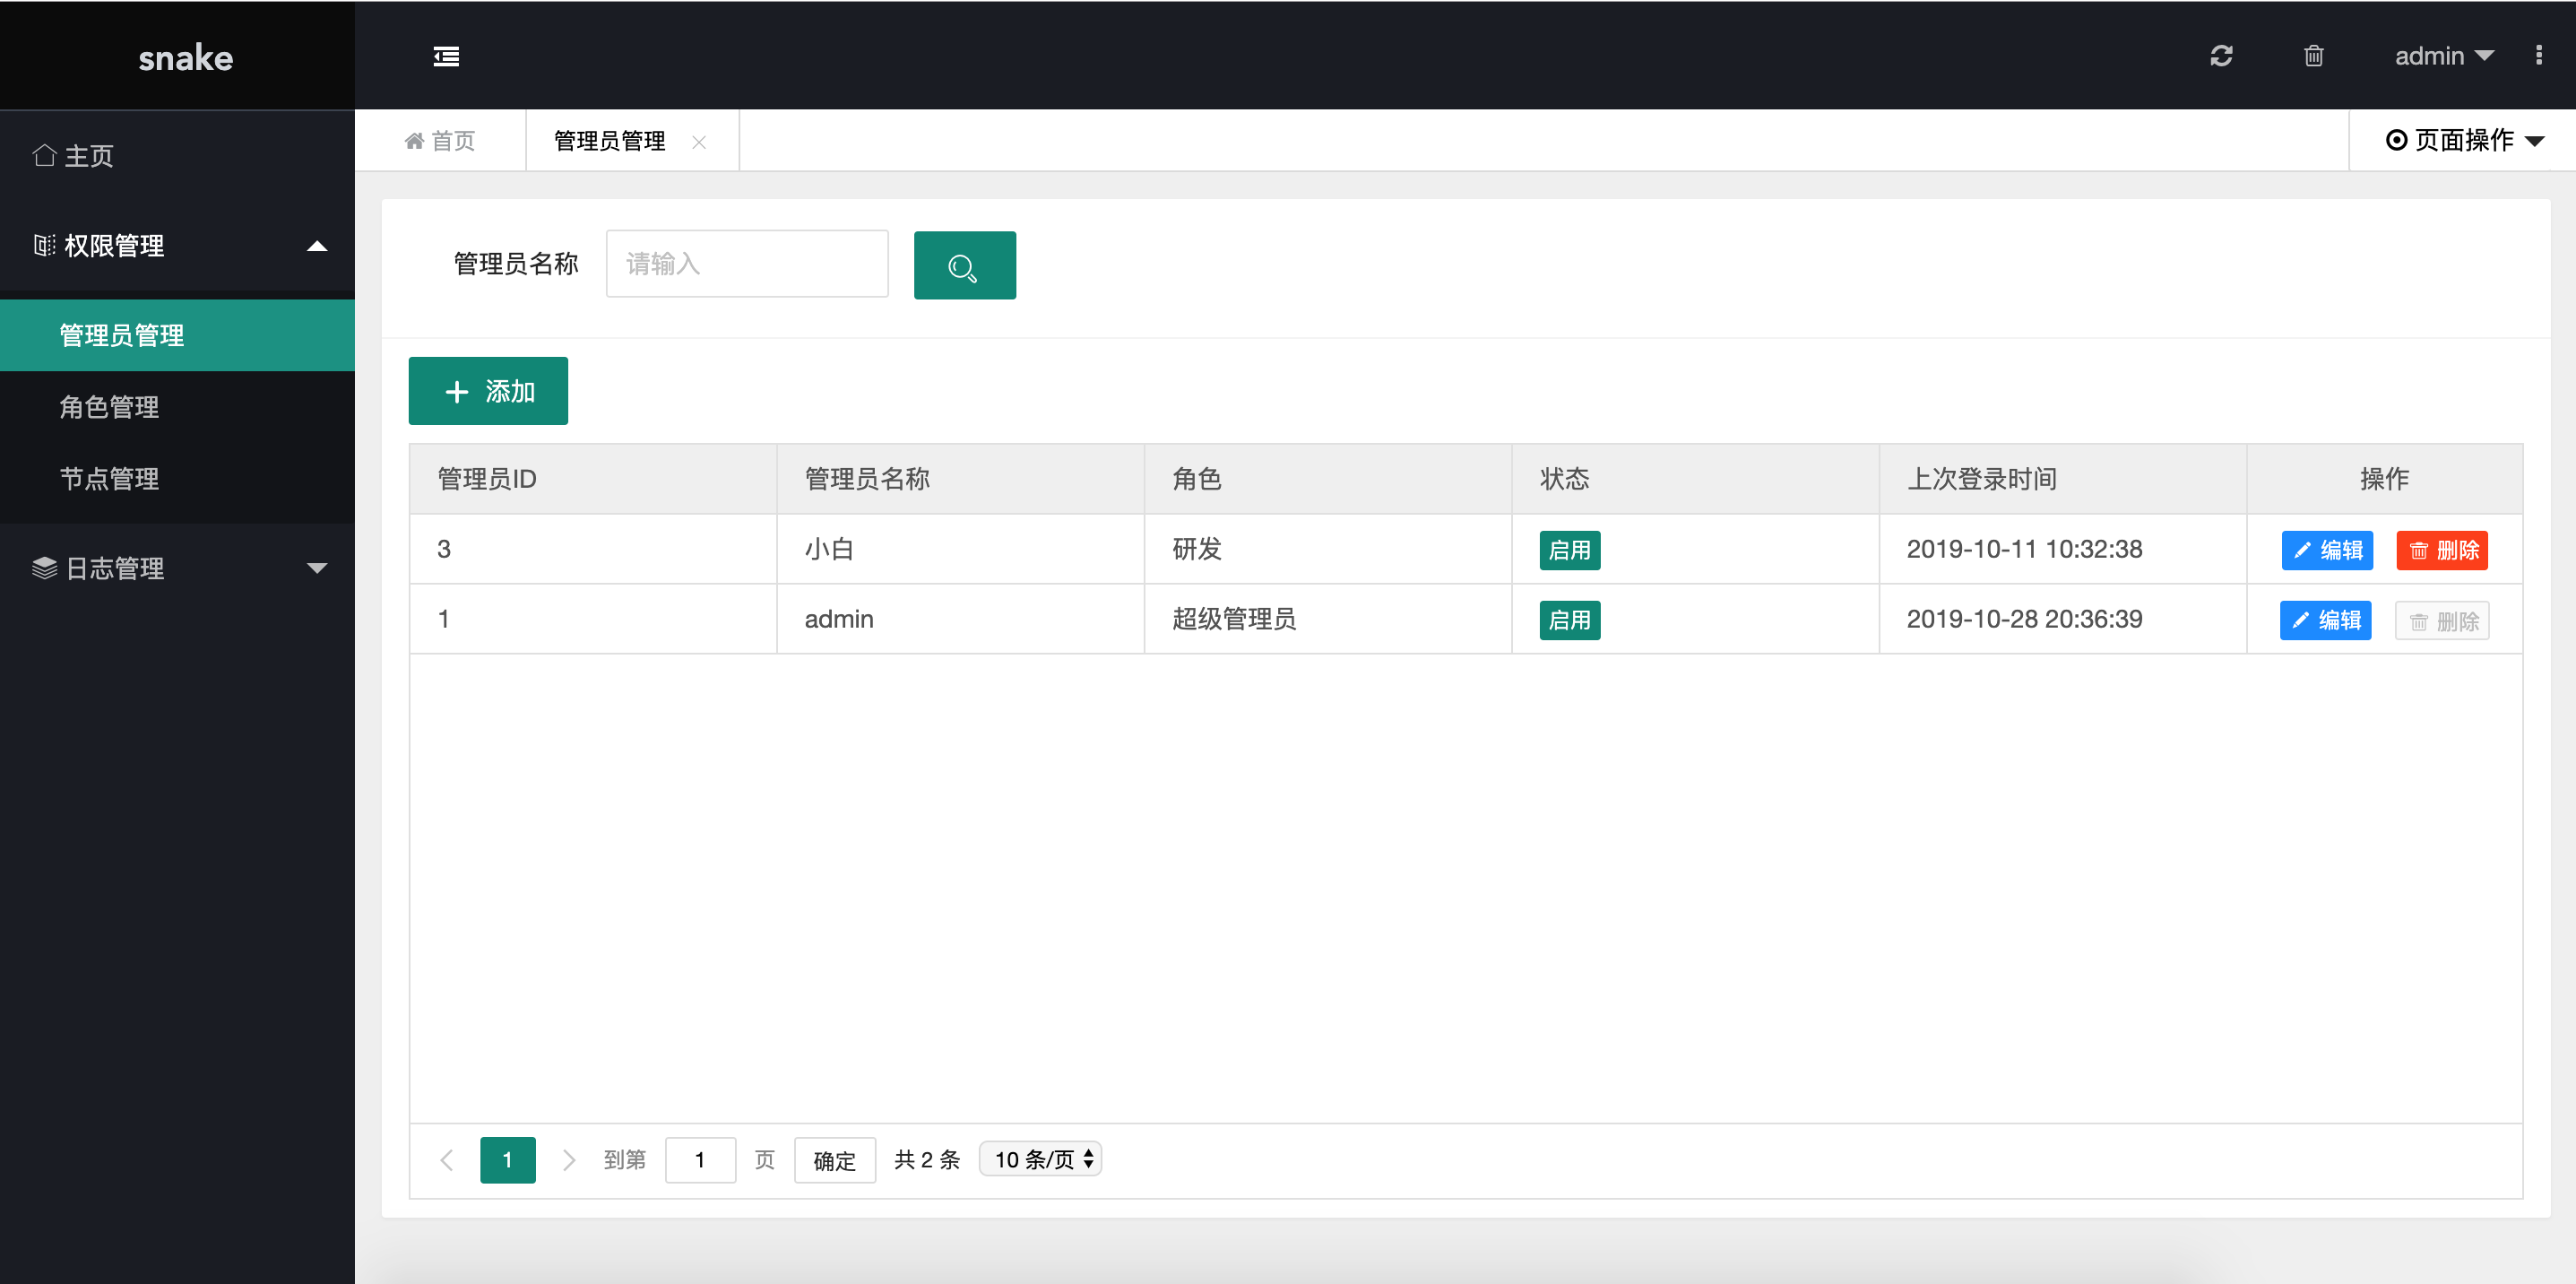 snake
admin
主页
权限管理
管理员管理
角色管理
节点管理
日志管理
首页 管理员管理 页面操作
管理员名称 请输入
添加
管理员ID 管理员名称 角色 状态 上次登录时间 操作
3 小白 研发 启用 2019-10-11 10:32:38 编辑 删除
1 admin 超级管理员 启用 2019-10-28 20:36:39 编辑 删除
1 到第 1 页 确定 共 2 条 10 条/页